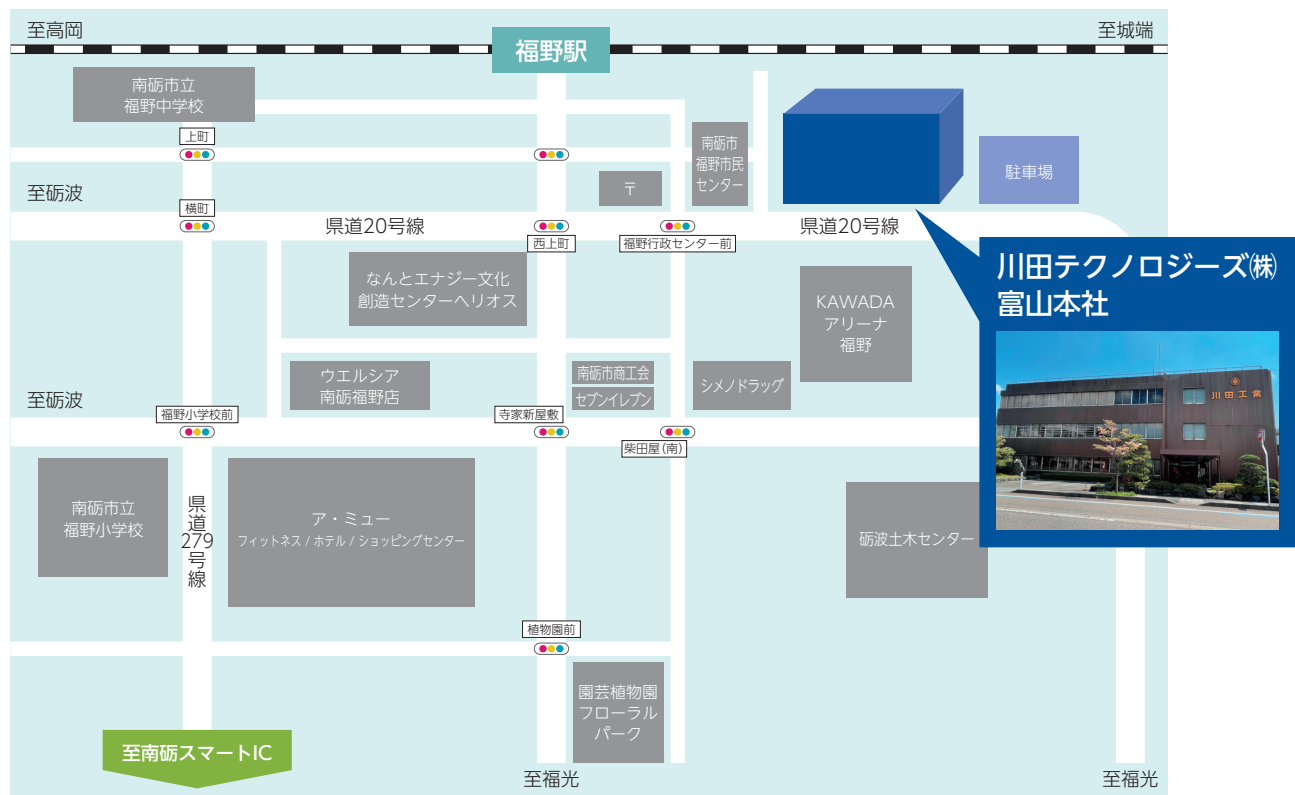 至高岡
福野駅
至城端
南砺市立
福野中学校
上町
南砺市
福野市民
センター
〒
駐車場
至砺波
横町
県道20号線
西上町
福野行政センター前
県道20号線
川田テクノロジーズ㈱
富山本社
川田工業
なんとエナジー文化
創造センターヘリオス
KAWADA
アリーナ
福野
ウエルシア
南砺福野店
南砺市商工会
セブンイレブン
シメノドラッグ
至砺波
福野小学校前
寺家新屋敷
柴田屋(南)
南砺市立
福野小学校
県道
279
号線
ア・ミュー
フィットネス / ホテル / ショッピングセンター
砺波土木センター
植物園前
園芸植物園
フローラル
パーク
至南砺スマートIC
至福光
至福光